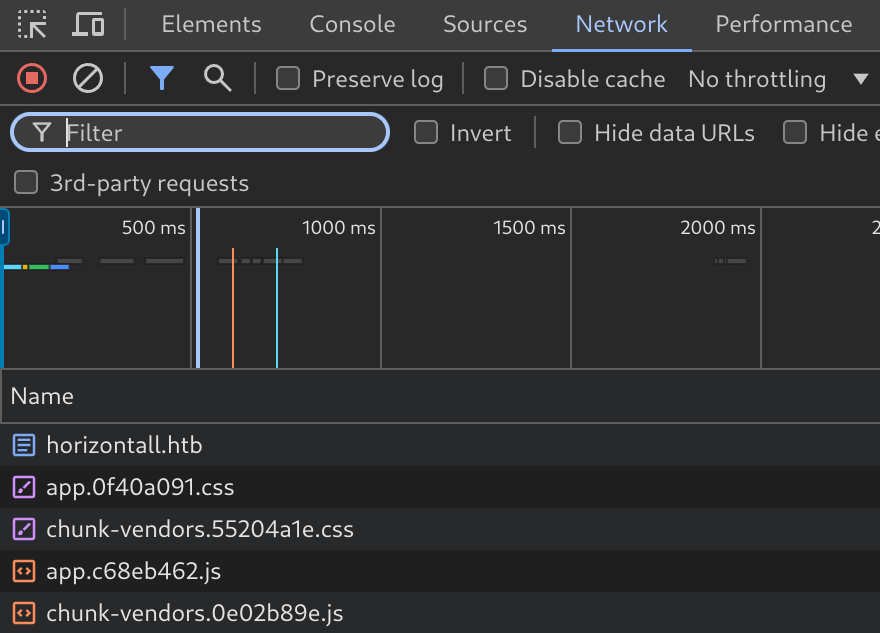 Elements Console Sources Network Performance
Preserve log Disable cache No throttling
Filter Invert Hide data URLs Hide
3rd-party requests
500 ms 1000 ms 1500 ms 2000 ms
Name
horizontall.htb
app.0f40a091.css
chunk-vendors.55204a1e.css
app.c68eb462.js
chunk-vendors.0e02b89e.js